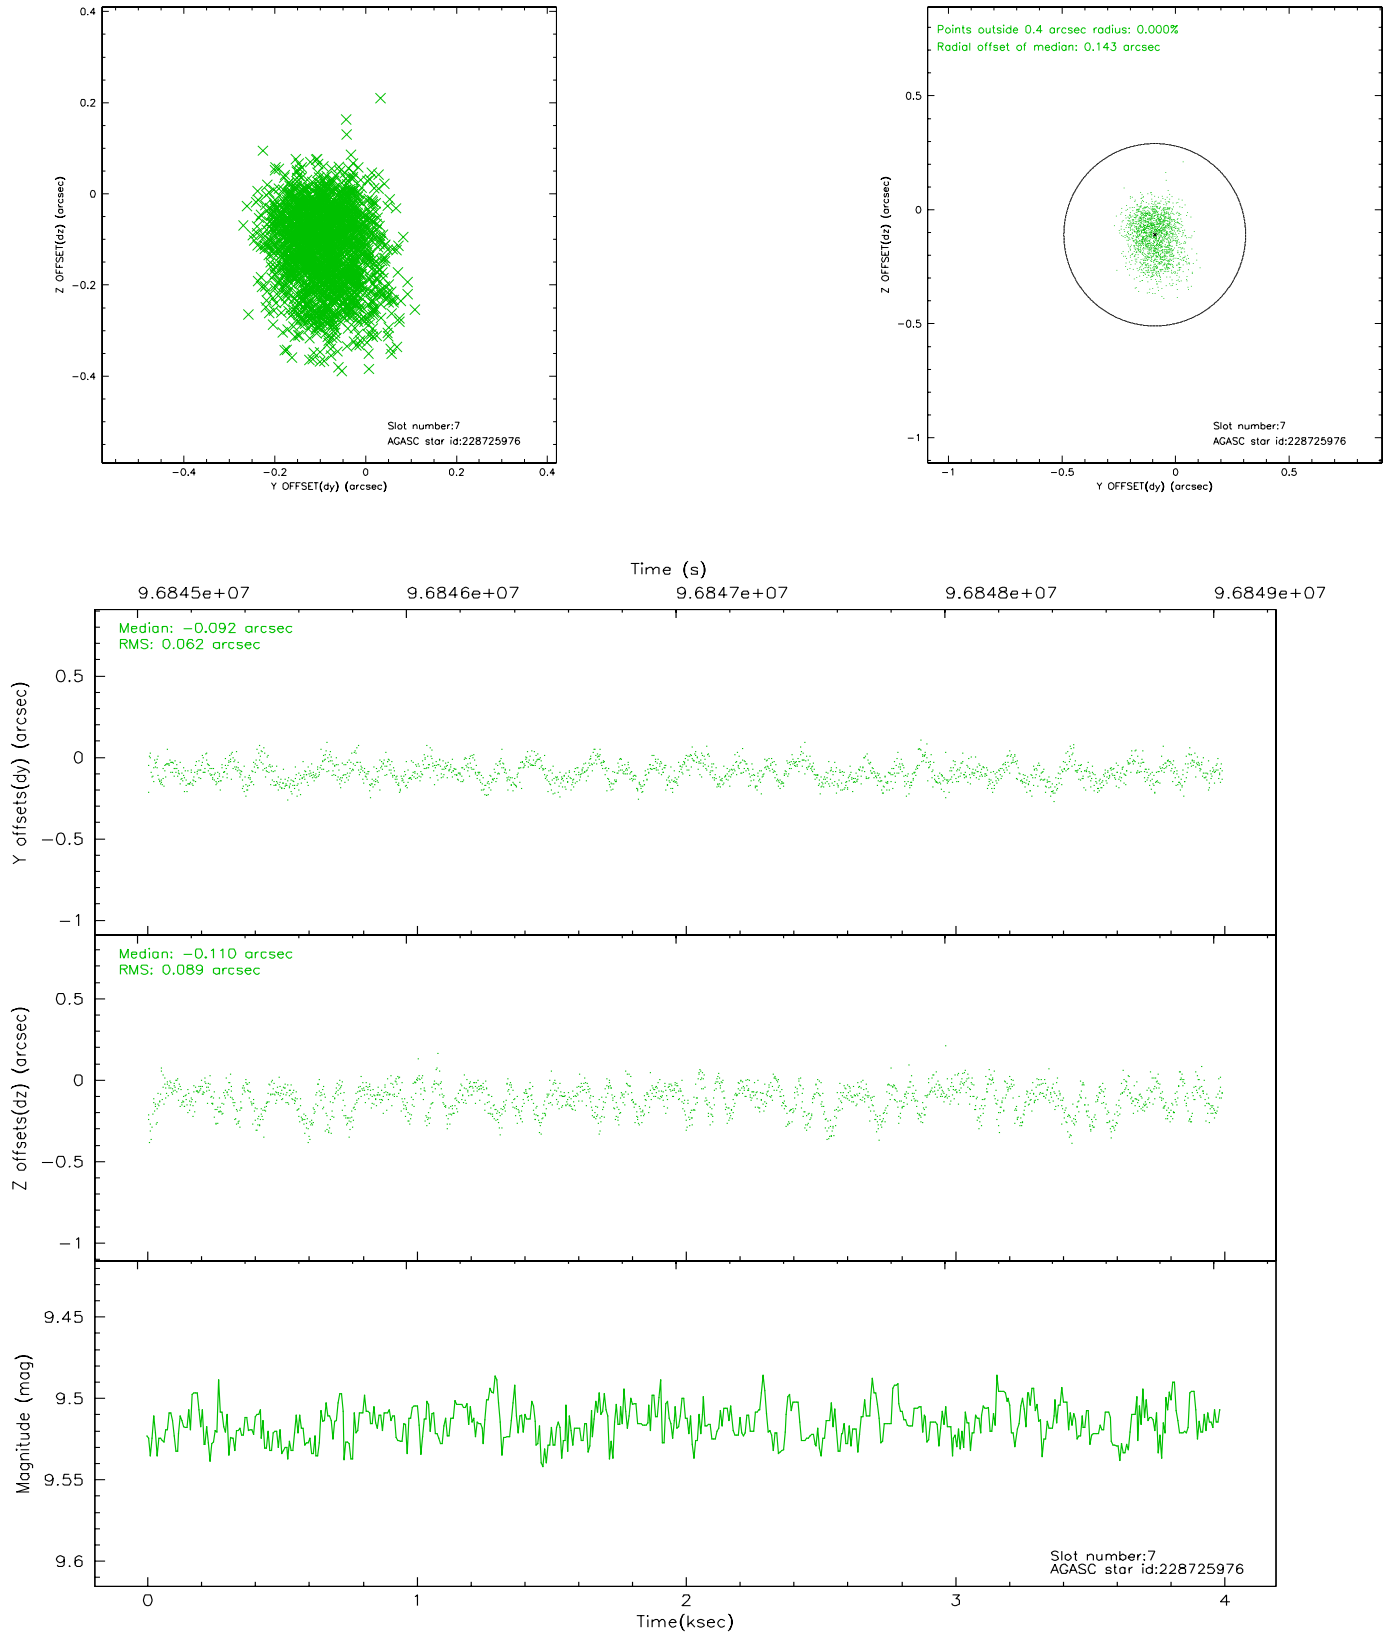 0.4
0.2
0
−0.2
−0.4
Z OFFSET(dz) (arcsec)
Slot number:7
AGASC star id:228725976
−0.4 −0.2 0 0.2 0.4
Y OFFSET(dy) (arcsec)
Points outside 0.4 arcsec radius: 0.000%
Radial offset of median: 0.143 arcsec
0.5
0
−0.5
−1
Z OFFSET(dz) (arcsec)
Slot number:7
AGASC star id:228725976
−1 −0.5 0 0.5
Y OFFSET(dy) (arcsec)
Time (s)
9.6845e+07 9.6846e+07 9.6847e+07 9.6848e+07 9.6849e+07
Median: −0.092 arcsec
RMS: 0.062 arcsec
0.5
0
−0.5
−1
Y offsets(dy) (arcsec)
Median: −0.110 arcsec
RMS: 0.089 arcsec
0.5
0
−0.5
−1
Z offsets(dz) (arcsec)
9.45
9.5
9.55
9.6
Magnitude (mag)
Slot number:7
AGASC star id:228725976
0 1 2 3 4
Time(ksec)